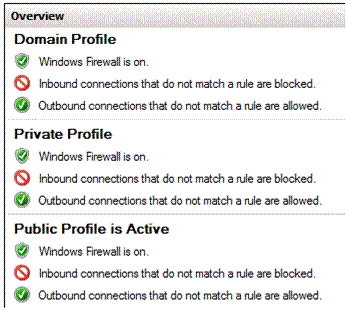 Overview
Domain Profile
Windows Firewall is on.
Inbound connections that do not match a rule are blocked.
Outbound connections that do not match a rule are allowed.
Private Profile
Windows Firewall is on.
Inbound connections that do not match a rule are blocked.
Outbound connections that do not match a rule are allowed.
Public Profile is Active
Windows Firewall is on.
Inbound connections that do not match a rule are blocked.
Outbound connections that do not match a rule are allowed.